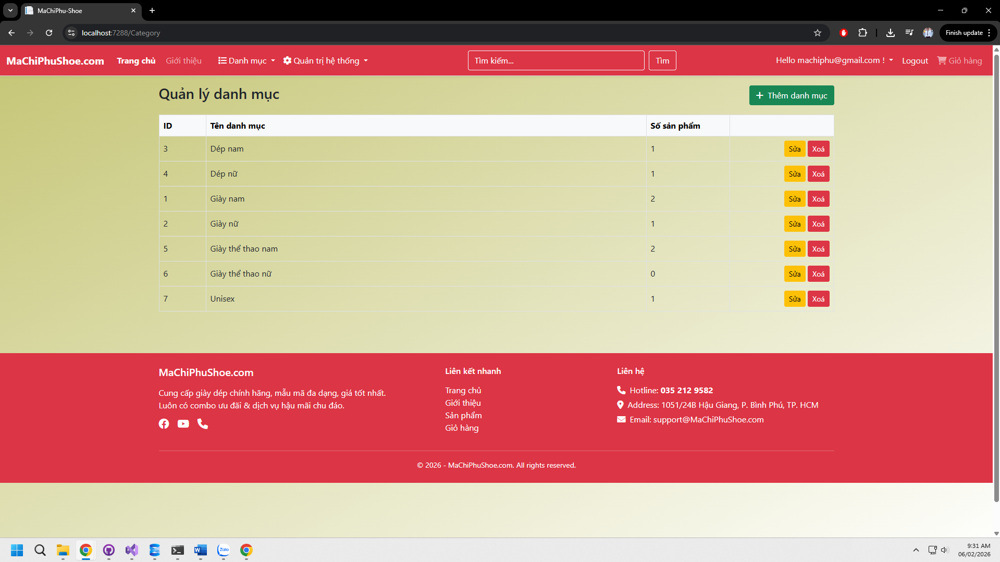 MaChiPhu-Shoe
localhost:7288/Category
Finish update
MaChiPhuShoe.com Trang chủ Giới thiệu Danh mục Quản trị hệ thống Tìm kiếm... Tìm Hello machiphu@gmail.com ! Logout Giỏ hàng
Quản lý danh mục
Thêm danh mục
ID Tên danh mục Số sản phẩm
3 Dép nam 1 Sửa Xoá
4 Dép nữ 1 Sửa Xoá
1 Giày nam 2 Sửa Xoá
2 Giày nữ 1 Sửa Xoá
5 Giày thể thao nam 2 Sửa Xoá
6 Giày thể thao nữ 0 Sửa Xoá
7 Unisex 1 Sửa Xoá
MaChiPhuShoe.com
Cung cấp giày dép chính hãng, mẫu mã đa dạng, giá tốt nhất.
Luôn có combo ưu đãi & dịch vụ hậu mãi chu đáo.
Liên kết nhanh
Trang chủ
Giới thiệu
Sản phẩm
Giỏ hàng
Liên hệ
Hotline: 035 212 9582
Address: 1051/24B Hậu Giang, P. Bình Phú, TP. HCM
Email: support@MaChiPhuShoe.com
© 2026 - MaChiPhuShoe.com. All rights reserved.
Zalo
9:31 AM
06/02/2026